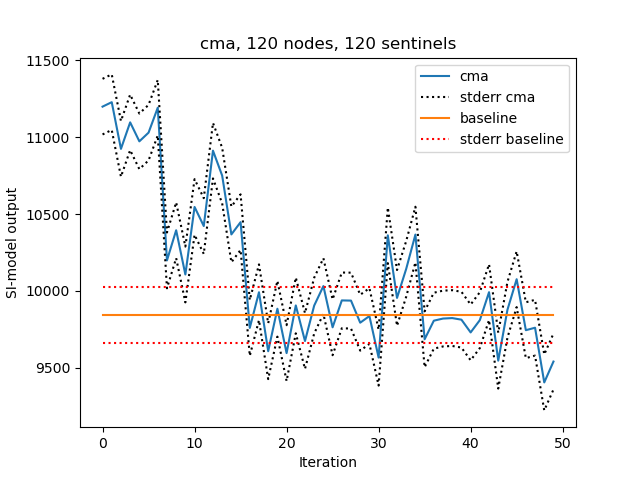 cma, 120 nodes, 120 sentinels
11500
11000
10500
10000
9500
SI-model output
cma
stderr cma
baseline
stderr baseline
0
10
20
30
40
50
Iteration